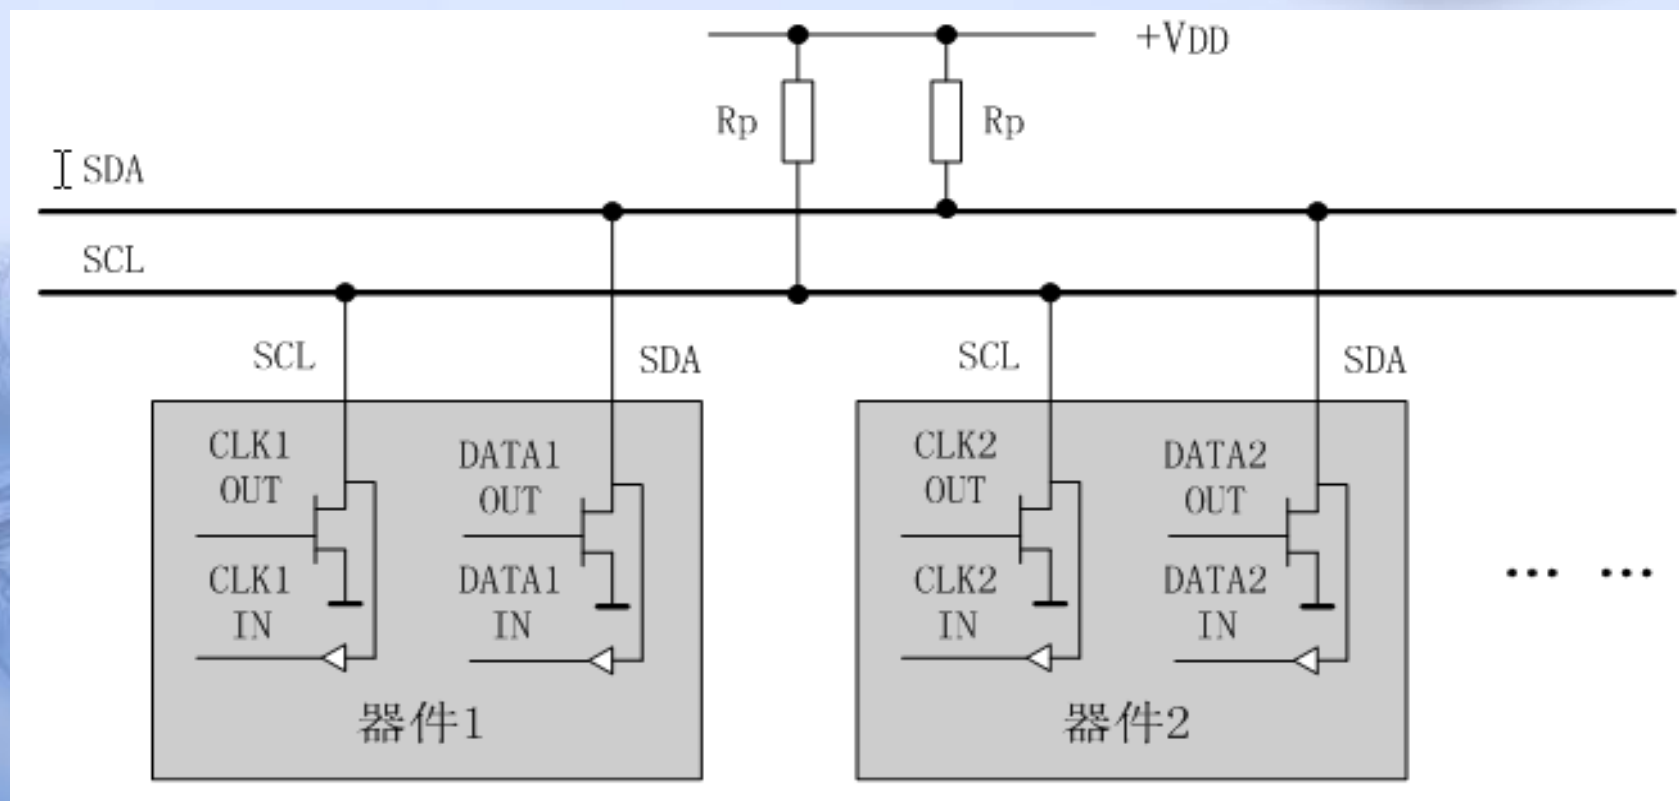 +VDD
Rp
Rp
SDA
SCL
SCL
SDA
SCL
SDA
CLK1
OUT
DATA1
OUT
CLK1
IN
DATA1
IN
器件1
CLK2
OUT
DATA2
OUT
CLK2
IN
DATA2
IN
器件2
… …